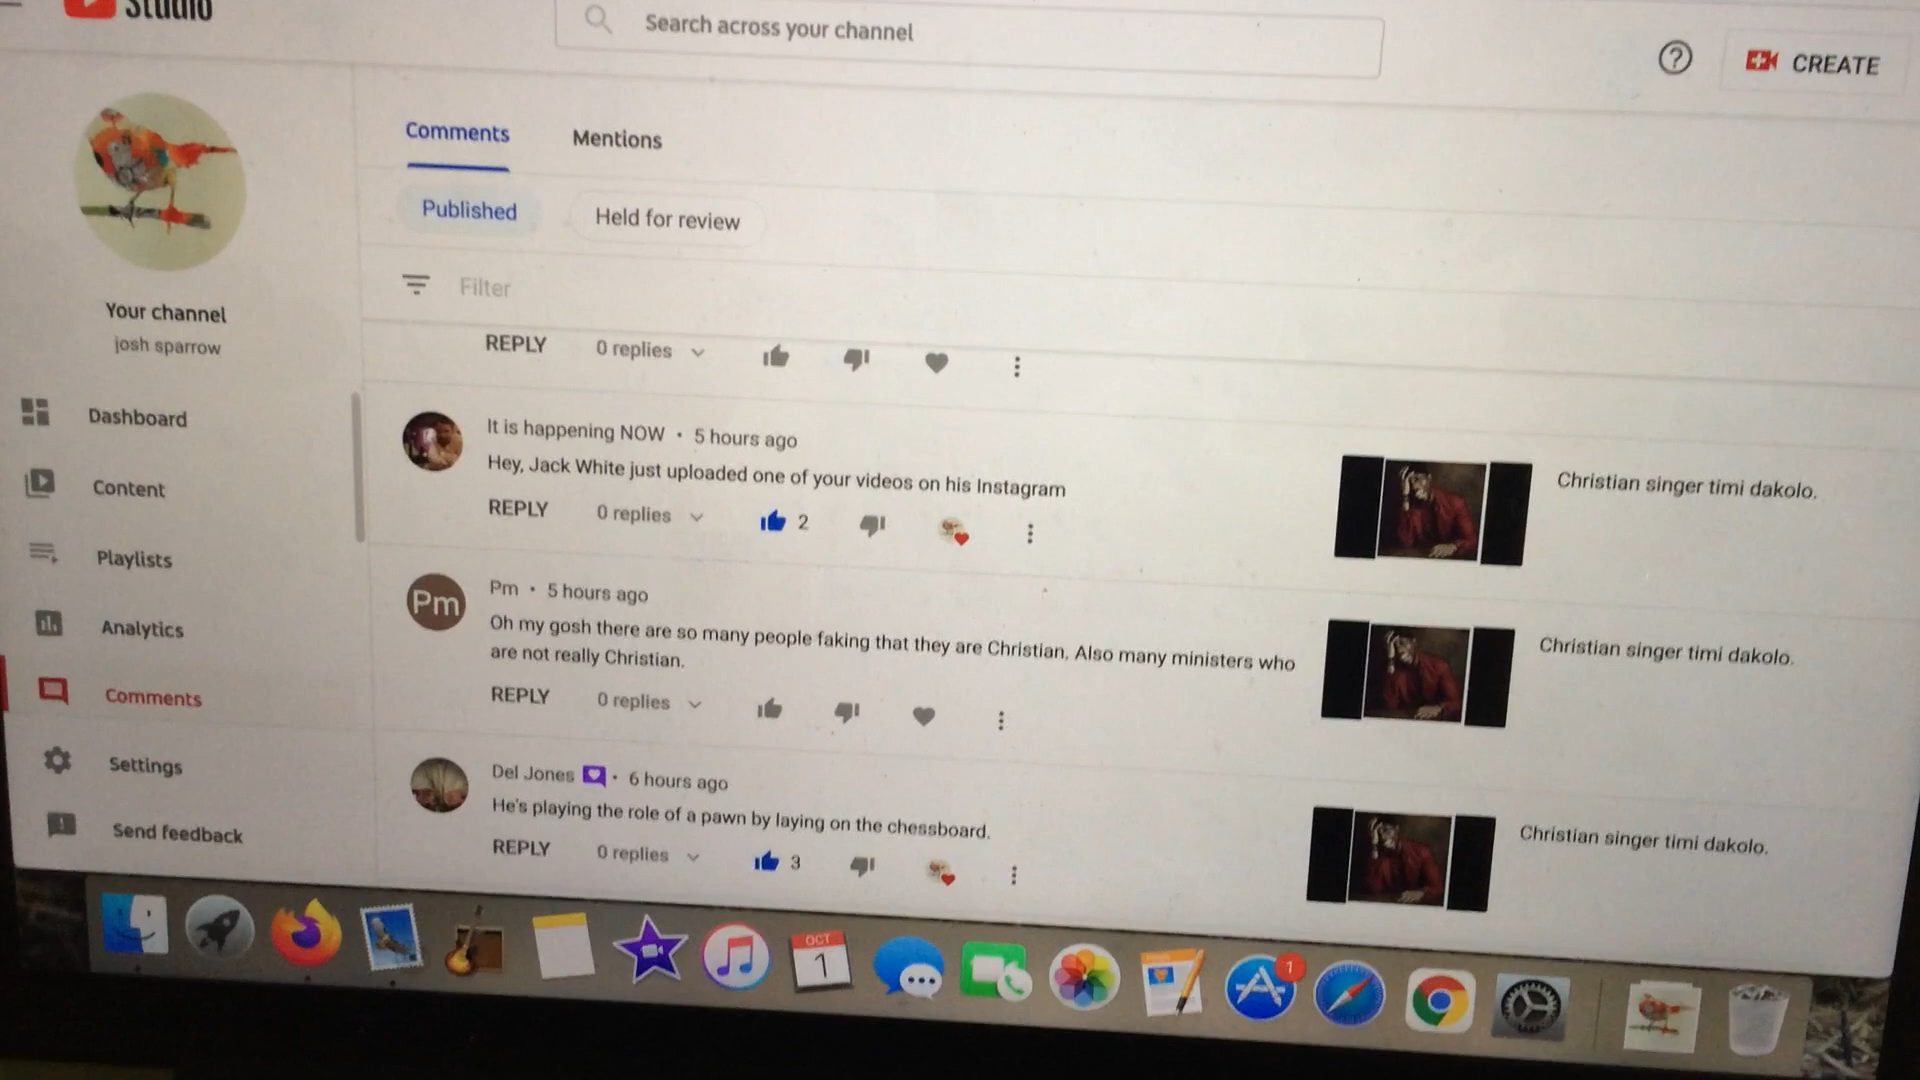 Studio
Search across your channel
CREATE
Comments
Mentions
Published
Held for review
Filter
Your channel
josh sparrow
Dashboard
Content
Playlists
Analytics
Comments
Settings
Send feedback
REPLY 0 replies
It is happening NOW • 5 hours ago
Hey, Jack White just uploaded one of your videos on his Instagram
REPLY 0 replies 2
Christian singer timi dakolo.
Pm
Pm • 5 hours ago
Oh my gosh there are so many people faking that they are Christian. Also many ministers who
are not really Christian.
REPLY 0 replies
Christian singer timi dakolo.
Del Jones • 6 hours ago
He's playing the role of a pawn by laying on the chessboard.
REPLY 0 replies 3
Christian singer timi dakolo.
OCT
1
1